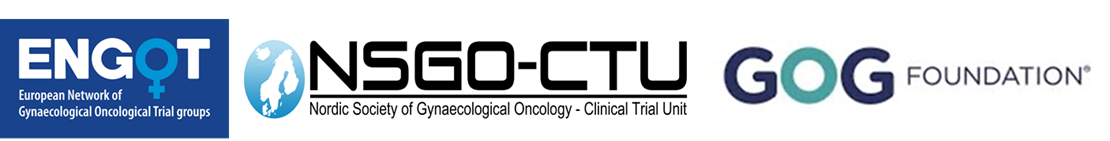 ENGOT
European Network of
Gynaecological Oncological Trial groups
NSGO-CTU
Nordic Society of Gynaecological Oncology - Clinical Trial Unit
GOG FOUNDATION®